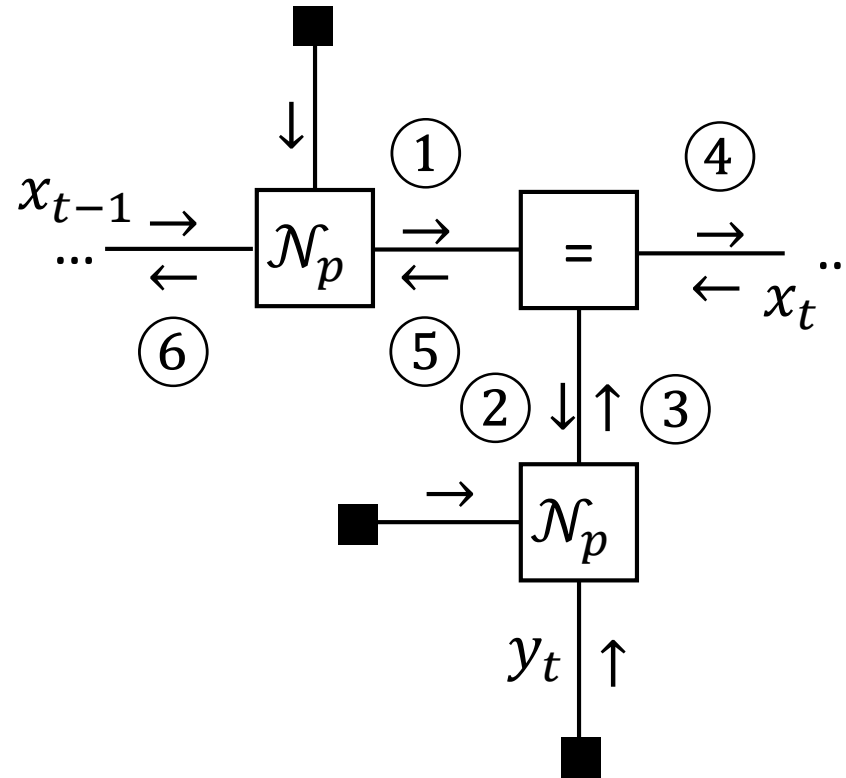 1
4
x_{t-1}
𝒩_p
=
...
..
x_t
6
5
2
3
𝒩_p
y_t